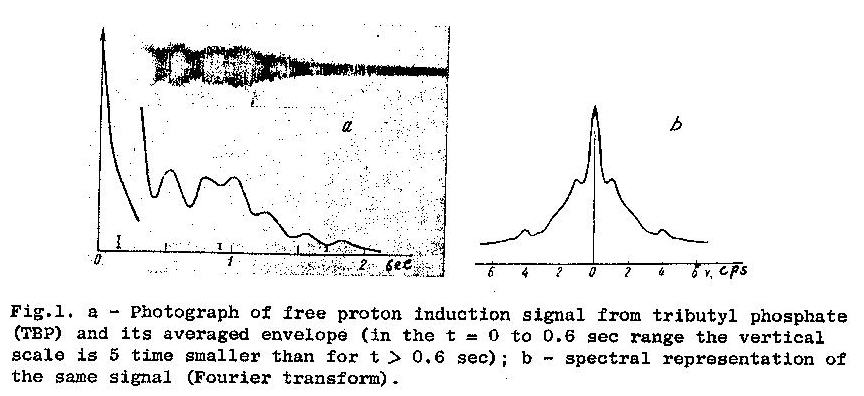 a
b
0 1 2 sec
6 4 2 0 2 4 6 ν, cps
Fig.1. a - Photograph of free proton induction signal from tributyl phosphate
(TBP) and its averaged envelope (in the t = 0 to 0.6 sec range the vertical
scale is 5 time smaller than for t > 0.6 sec); b - spectral representation of
the same signal (Fourier transform).